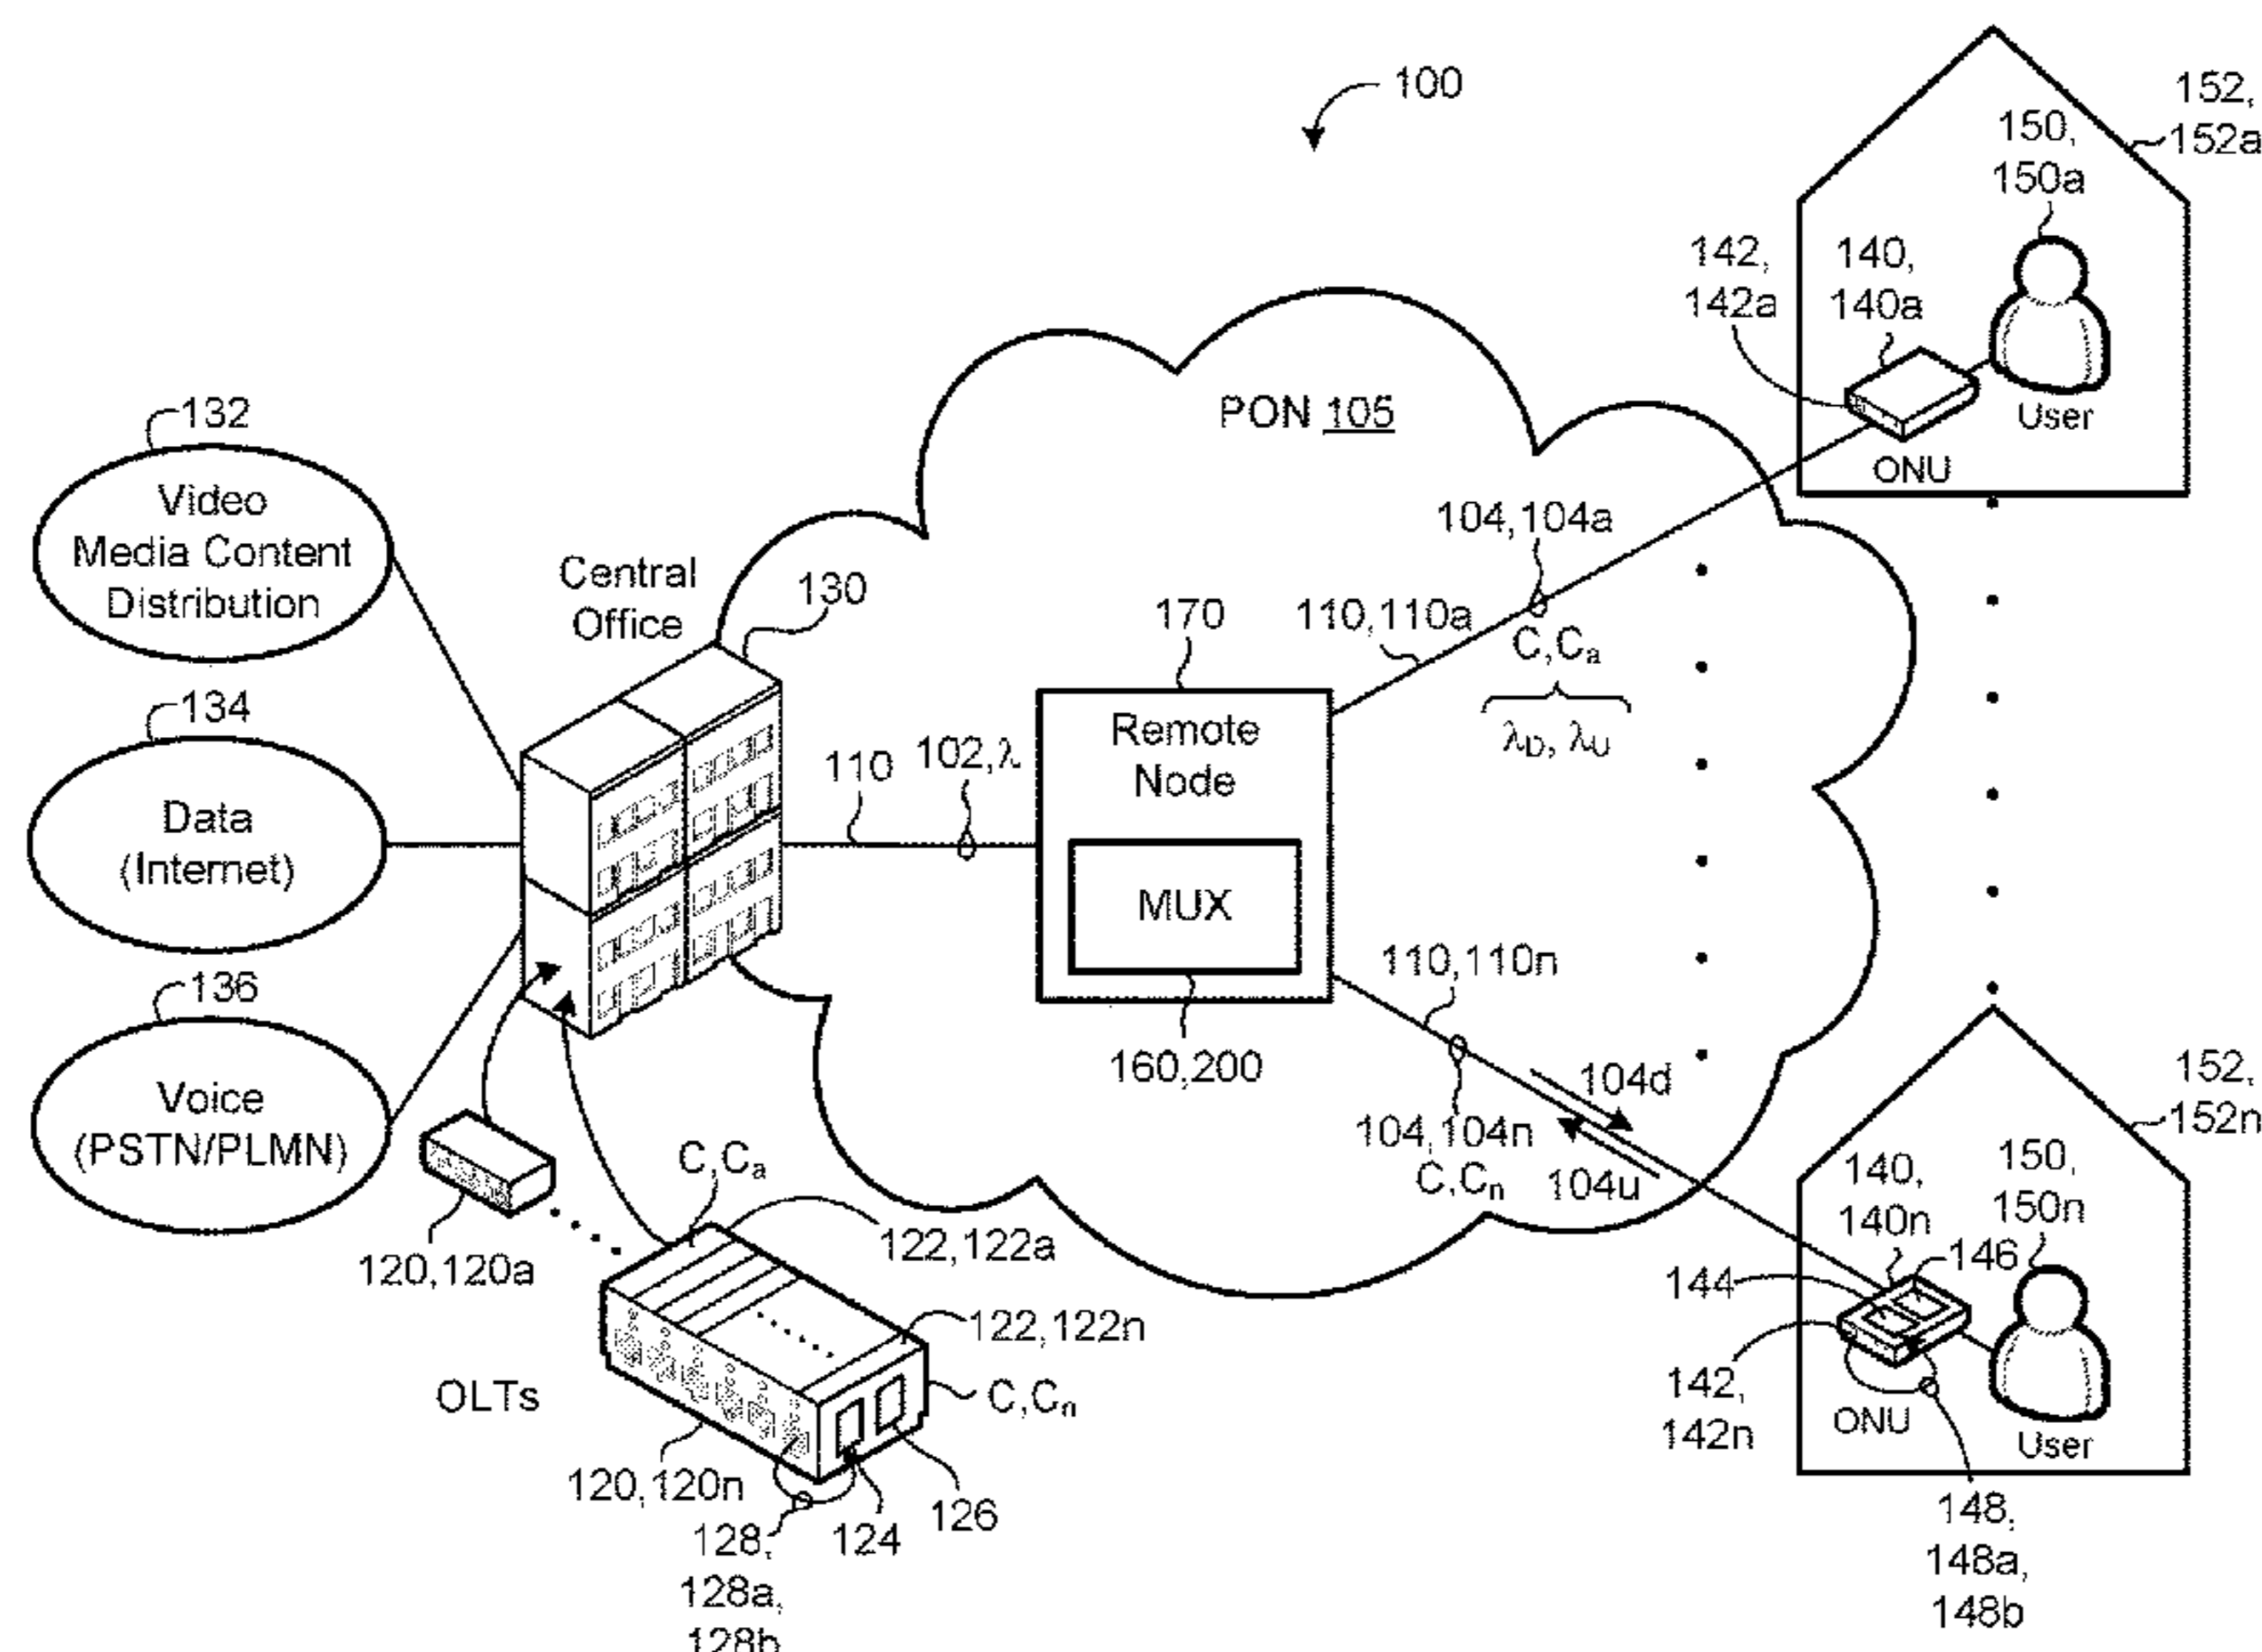 100
152,
152a
150,
150a
142,
142a
140,
140a
User
ONU
PON 105
132
Video
Media Content
Distribution
104, 104a
C, Cₐ
λ_D, λ_U
110, 110a
Central
Office
130
170
Remote
Node
MUX
160, 200
134
Data
(Internet)
110
102, λ
110, 110n
104d
104, 104n
C, Cₙ
104u
136
Voice
(PSTN/PLMN)
120, 120a
C, Cₐ
122, 122a
122, 122n
C, Cₙ
OLTs
120, 120n
128,
128a,
128b
124
126
152,
152n
150,
150n
140,
140n
146
144
142,
142n
ONU
User
148,
148a,
148b